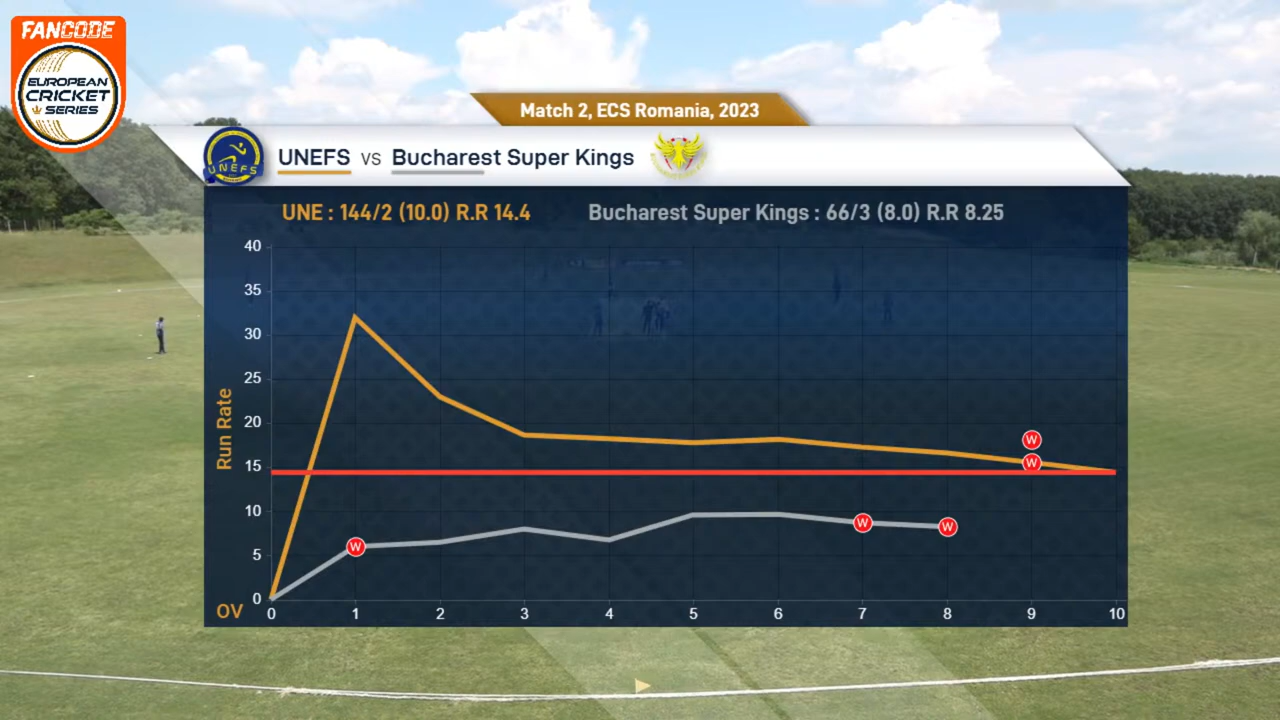 FANCODE
EUROPEAN
CRICKET
SERIES
Match 2, ECS Romania, 2023
UNEFS
UNEFS vs Bucharest Super Kings
UNE : 144/2 (10.0) R.R 14.4
Bucharest Super Kings : 66/3 (8.0) R.R 8.25
Run Rate
40
35
30
25
20
15
10
5
0
W
W
W
W
W
OV
0 1 2 3 4 5 6 7 8 9 10